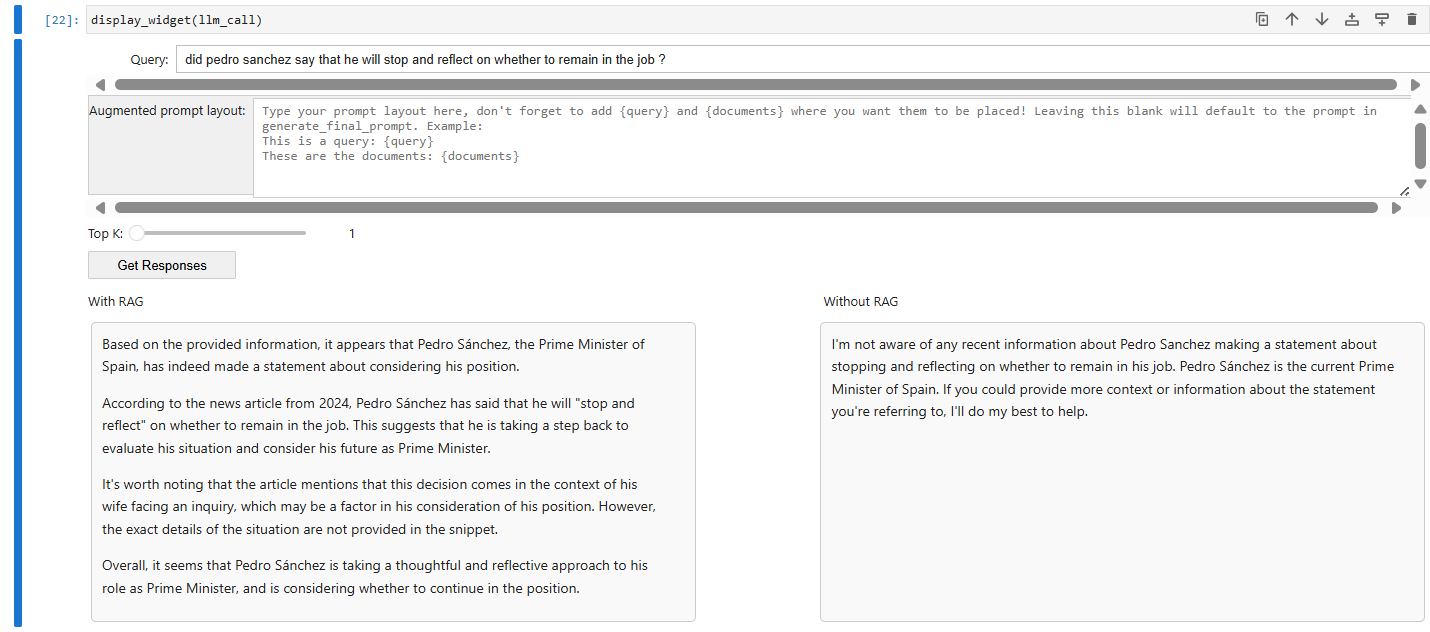 [22]: display_widget(llm_call)
Query: did pedro sanchez say that he will stop and reflect on whether to remain in the job ?
Augmented prompt layout: Type your prompt layout here, don't forget to add {query} and {documents} where you want them to be placed! Leaving this blank will default to the prompt in
generate_final_prompt. Example:
This is a query: {query}
These are the documents: {documents}
Top K: 1
Get Responses
With RAG
Based on the provided information, it appears that Pedro Sánchez, the Prime Minister of
Spain, has indeed made a statement about considering his position.
According to the news article from 2024, Pedro Sánchez has said that he will "stop and
reflect" on whether to remain in the job. This suggests that he is taking a step back to
evaluate his situation and consider his future as Prime Minister.
It's worth noting that the article mentions that this decision comes in the context of his
wife facing an inquiry, which may be a factor in his consideration of his position. However,
the exact details of the situation are not provided in the snippet.
Overall, it seems that Pedro Sánchez is taking a thoughtful and reflective approach to his
role as Prime Minister, and is considering whether to continue in the position.
Without RAG
I'm not aware of any recent information about Pedro Sanchez making a statement about
stopping and reflecting on whether to remain in his job. Pedro Sánchez is the current Prime
Minister of Spain. If you could provide more context or information about the statement
you're referring to, I'll do my best to help.